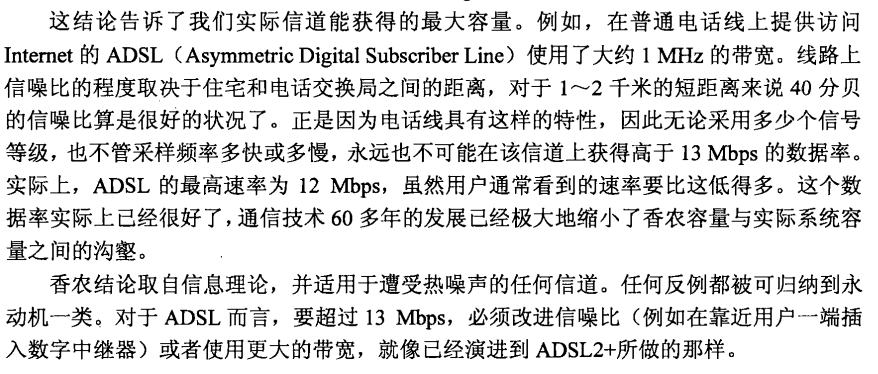 这结论告诉了我们实际信道能获得的最大容量。例如，在普通电话线上提供访问
Internet 的 ADSL（Asymmetric Digital Subscriber Line）使用了大约 1 MHz 的带宽。线路上
信噪比的程度取决于住宅和电话交换局之间的距离，对于 1～2 千米的短距离来说 40 分贝
的信噪比算是很好的状况了。正是因为电话线具有这样的特性，因此无论采用多少个信号
等级，也不管采样频率多快或多慢，永远也不可能在该信道上获得高于 13 Mbps 的数据率。
实际上，ADSL 的最高速率为 12 Mbps，虽然用户通常看到的速率要比这低得多。这个数
据率实际上已经很好了，通信技术 60 多年的发展已经极大地缩小了香农容量与实际系统容
量之间的沟壑。
香农结论取自信息理论，并适用于遭受热噪声的任何信道。任何反例都被可归纳到永
动机一类。对于 ADSL 而言，要超过 13 Mbps，必须改进信噪比（例如在靠近用户一端插
入数字中继器）或者使用更大的带宽，就像已经演进到 ADSL2+所做的那样。